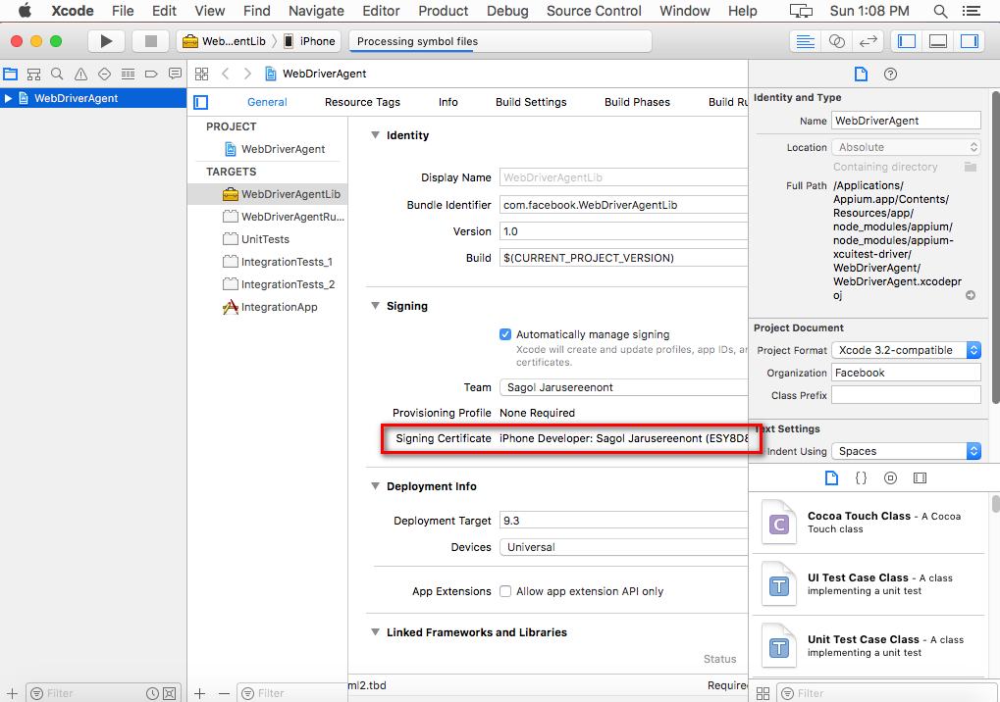 Xcode File Edit View Find Navigate Editor Product Debug Source Control Window Help Sun 1:08 PM
Web...entLib iPhone Processing symbol files
WebDriverAgent
WebDriverAgent
General Resource Tags Info Build Settings Build Phases Build Ru
PROJECT
WebDriverAgent
TARGETS
WebDriverAgentLib
WebDriverAgentRu...
UnitTests
IntegrationTests_1
IntegrationTests_2
IntegrationApp
Identity
Display Name WebDriverAgentLib
Bundle Identifier com.facebook.WebDriverAgentLib
Version 1.0
Build $(CURRENT_PROJECT_VERSION)
Signing
Automatically manage signing
Xcode will create and update profiles, app IDs, an
certificates.
Team Sagol Jarusereenont
Provisioning Profile None Required
Signing Certificate iPhone Developer: Sagol Jarusereenont (ESY8D8
Deployment Info
Deployment Target 9.3
Devices Universal
App Extensions Allow app extension API only
Linked Frameworks and Libraries
Status
ml2.tbd Require
Identity and Type
Name WebDriverAgent
Location Absolute
Containing directory
Full Path /Applications/
Appium.app/Contents/
Resources/app/
node_modules/appium/
node_modules/appium-
xcuitest-driver/
WebDriverAgent/
WebDriverAgent.xcodepr
oj
Project Document
Project Format Xcode 3.2-compatible
Organization Facebook
Class Prefix
Text Settings
Indent Using Spaces
Cocoa Touch Class - A Cocoa
Touch class
UI Test Case Class - A class
implementing a unit test
Unit Test Case Class - A class
implementing a unit test
Filter
Filter
Filter